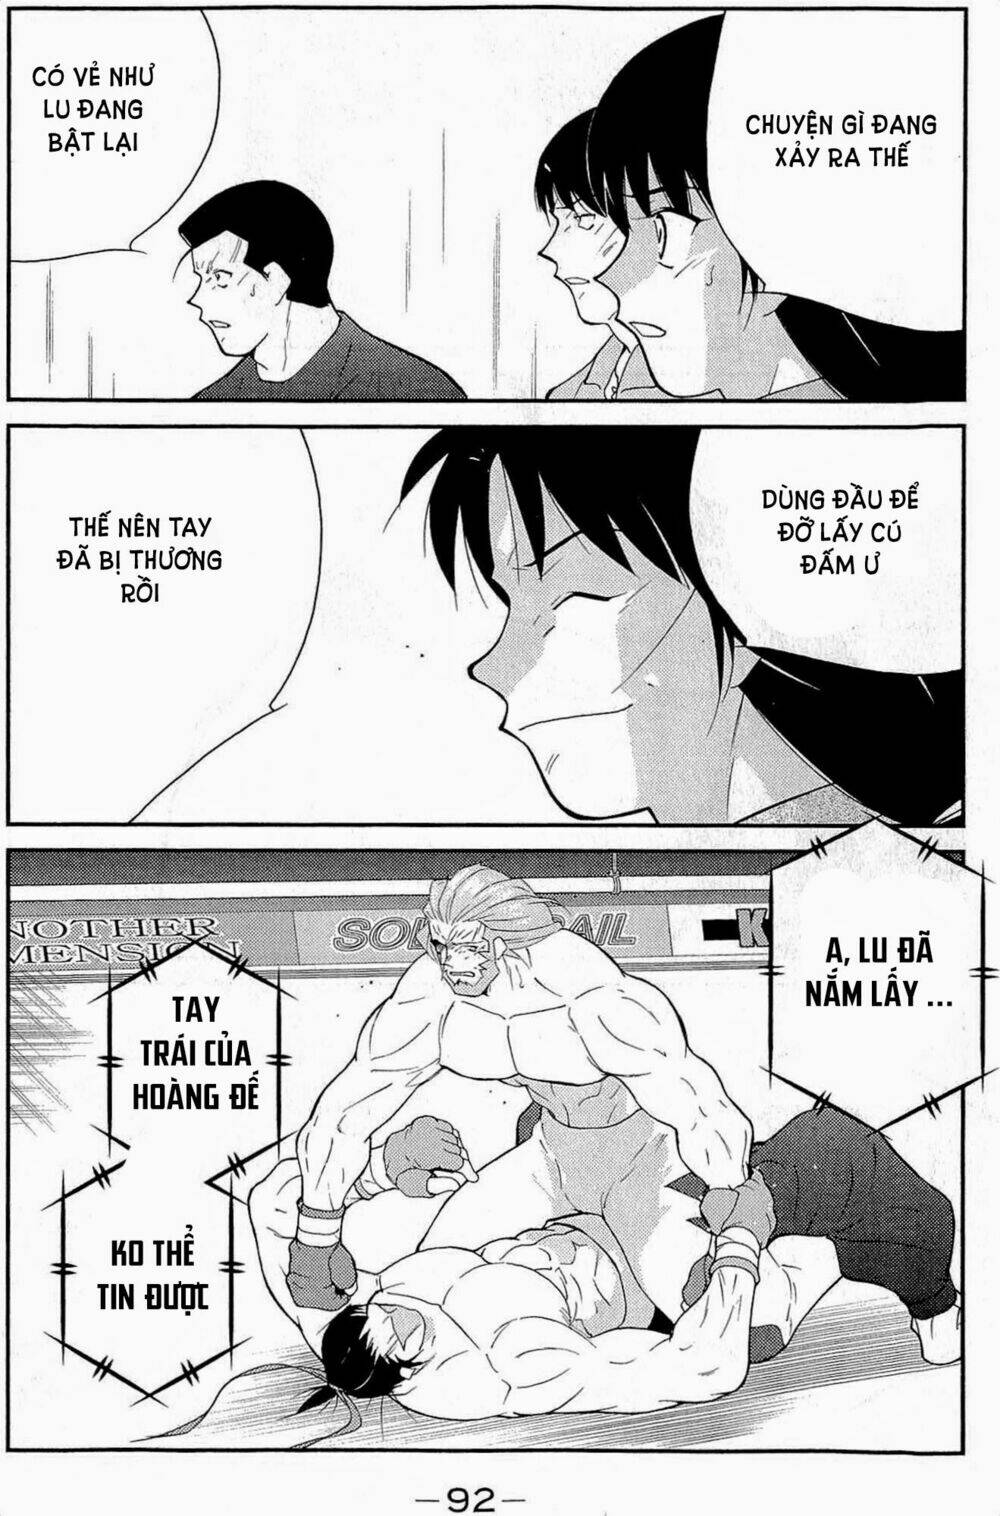 CHUYỆN GÌ ĐANG
XẢY RA THẾ
CÓ VẺ NHƯ
LU ĐANG
BẬT LẠI
DÙNG ĐẦU ĐỂ
ĐỠ LẤY CÚ
ĐẤM Ư
THẾ NÊN TAY
ĐÃ BỊ THƯƠNG
RỒI
A, LU ĐÃ
NẮM LẤY ...
TAY
TRÁI CỦA
HOÀNG ĐẾ
KO THỂ
TIN ĐƯỢC
NOTHER
MENSION
SOL
AIL
K
-92-